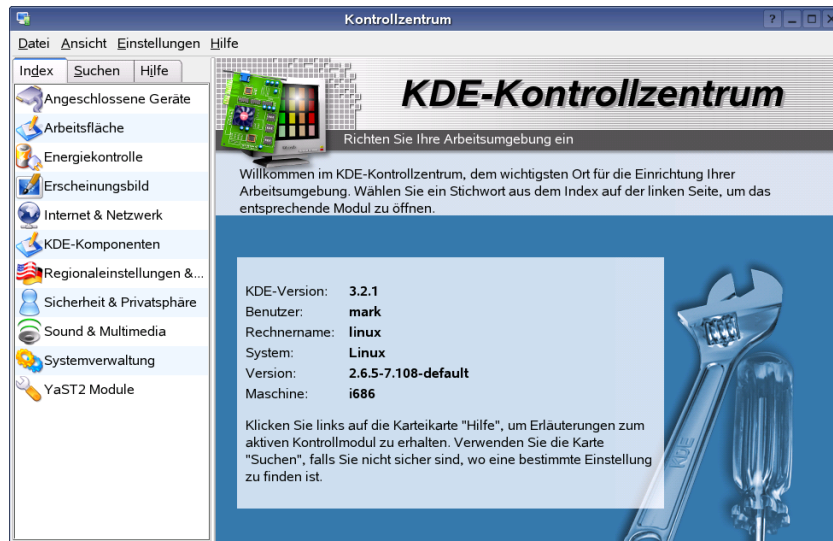 Kontrollzentrum
Datei Ansicht Einstellungen Hilfe
Index Suchen Hilfe
Angeschlossene Geräte
Arbeitsfläche
Energiekontrolle
Erscheinungsbild
Internet & Netzwerk
KDE-Komponenten
Regionaleinstellungen &...
Sicherheit & Privatsphäre
Sound & Multimedia
Systemverwaltung
YaST2 Module
KDE-Kontrollzentrum
Richten Sie Ihre Arbeitsumgebung ein
Willkommen im KDE-Kontrollzentrum, dem wichtigsten Ort für die Einrichtung Ihrer
Arbeitsumgebung. Wählen Sie ein Stichwort aus dem Index auf der linken Seite, um das
entsprechende Modul zu öffnen.
KDE-Version: 3.2.1
Benutzer: mark
Rechnername: linux
System: Linux
Version: 2.6.5-7.108-default
Maschine: i686
Klicken Sie links auf die Karteikarte "Hilfe", um Erläuterungen zum
aktiven Kontrollmodul zu erhalten. Verwenden Sie die Karte
"Suchen", falls Sie nicht sicher sind, wo eine bestimmte Einstellung
zu finden ist.
KDE